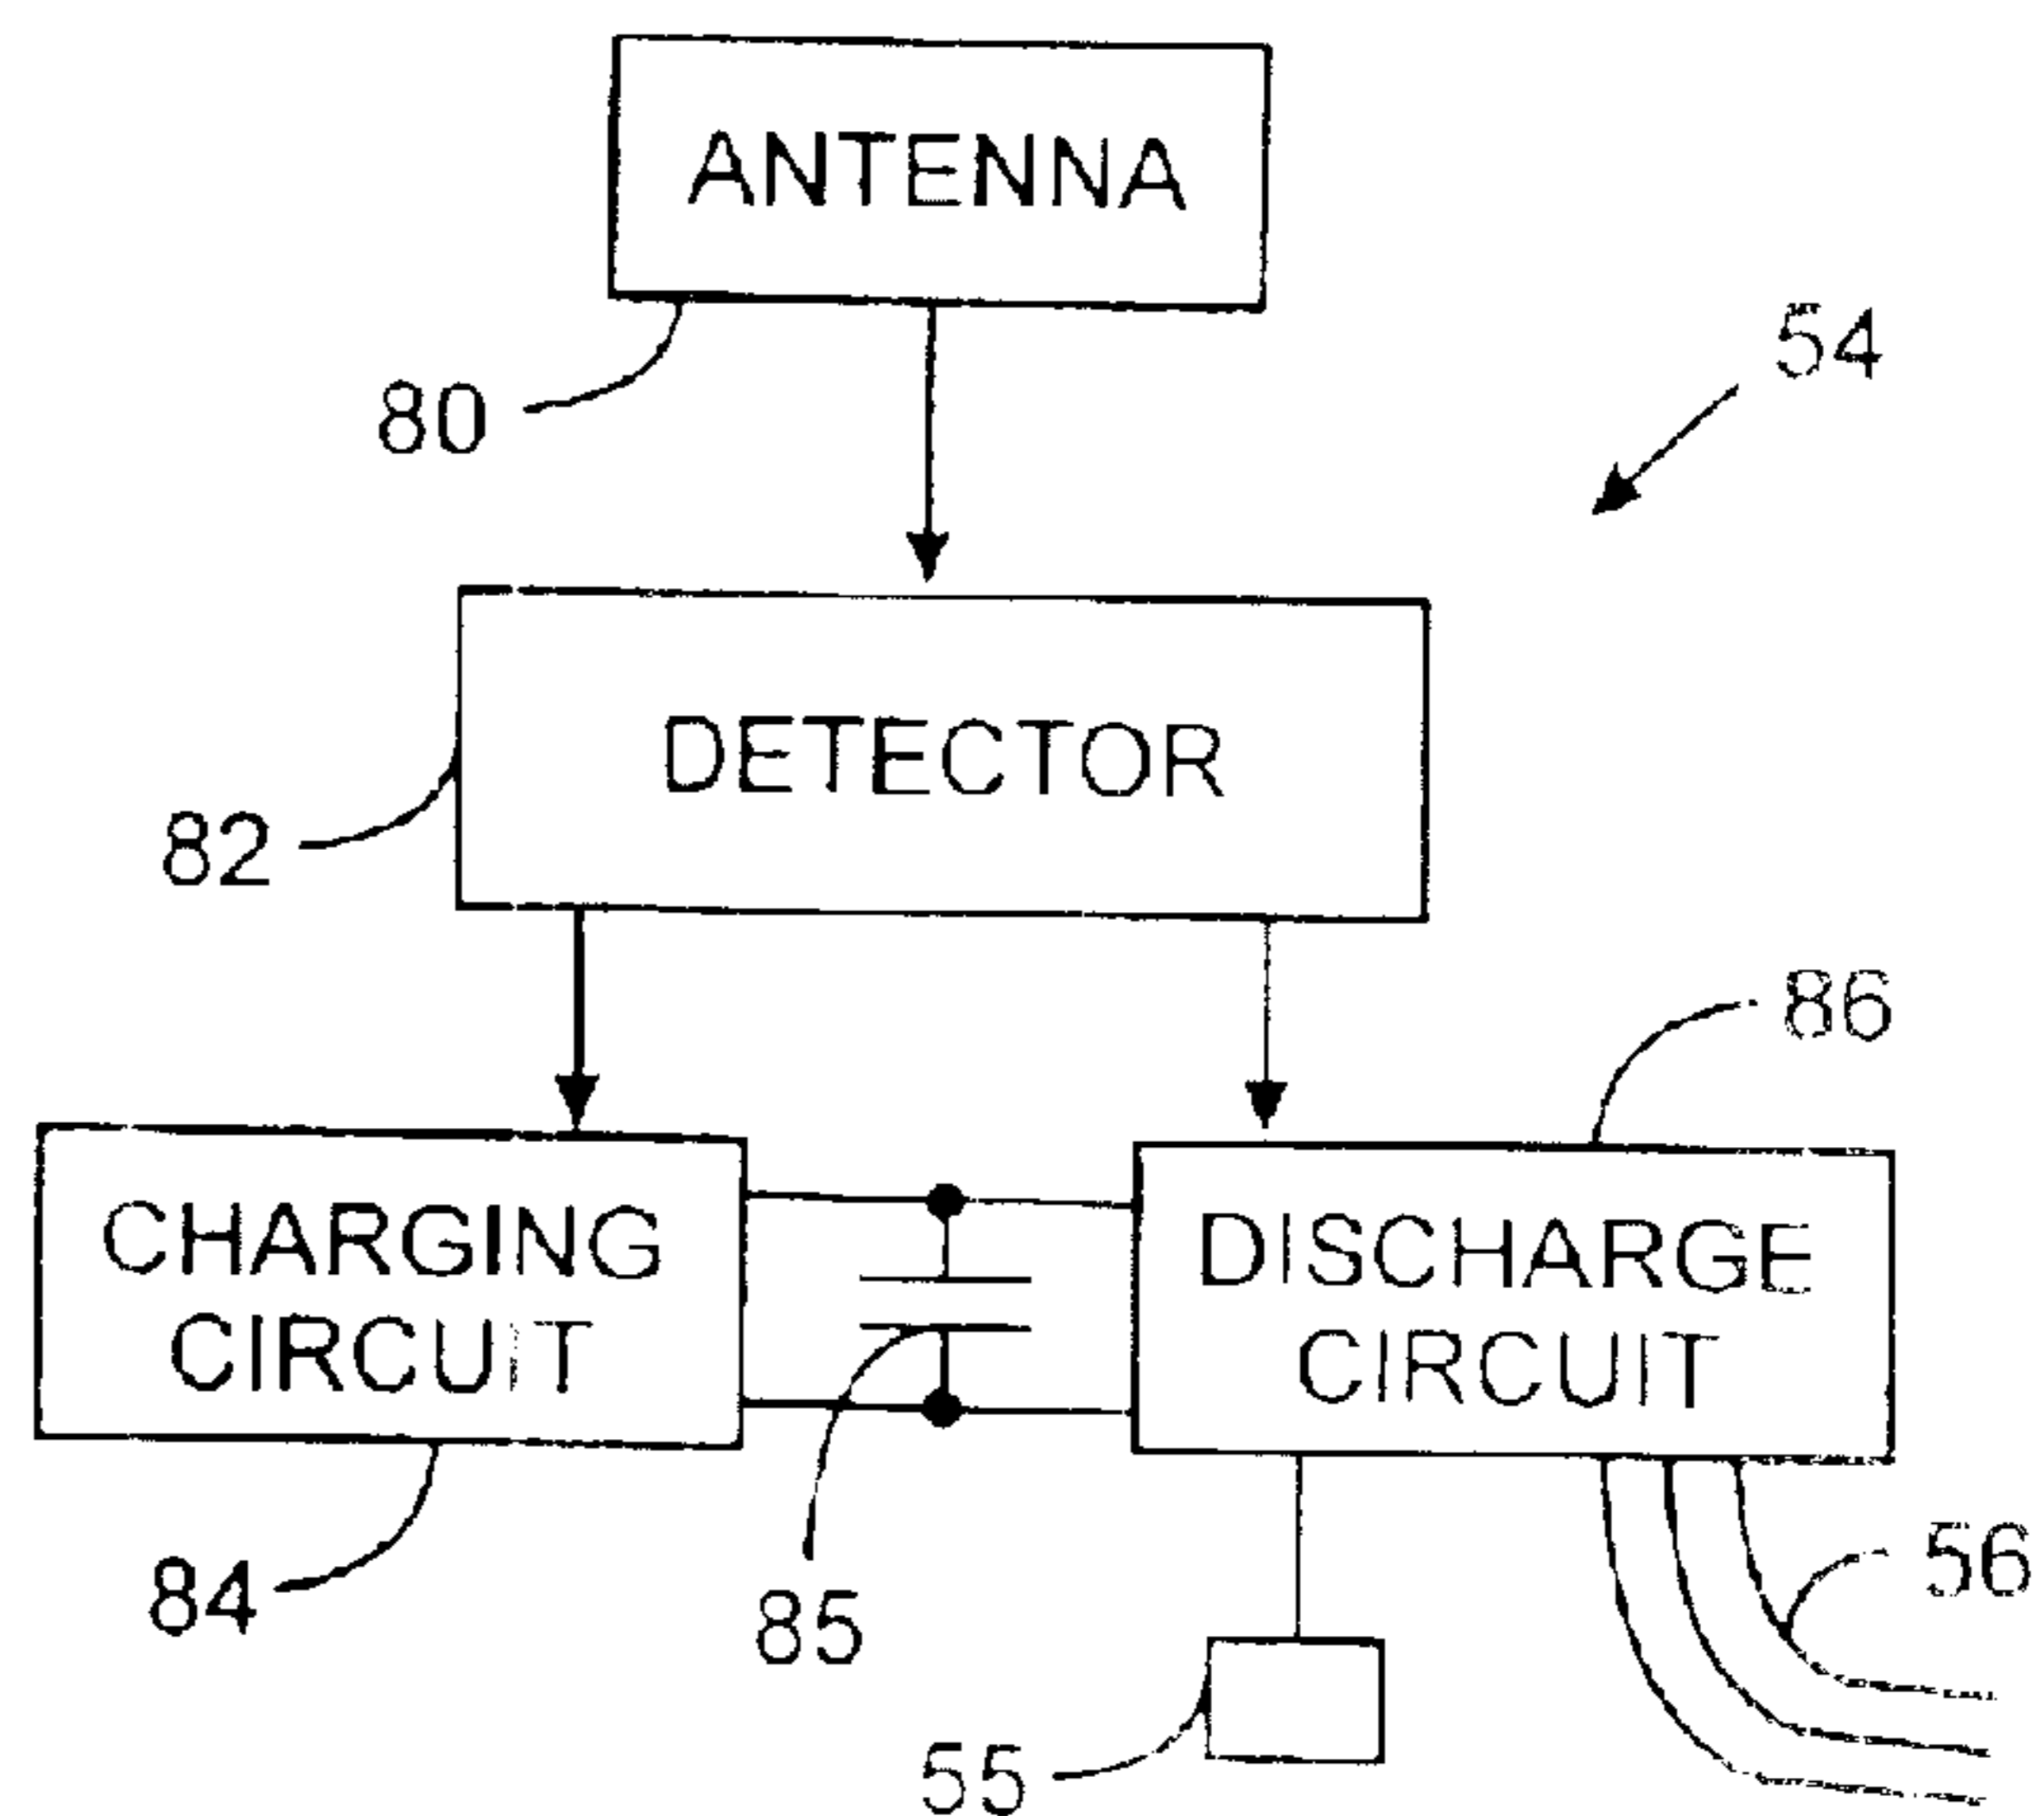 ANTENNA
54
80
DETECTOR
82
86
CHARGING
CIRCUIT
DISCHARGE
CIRCUIT
84
85
56
55